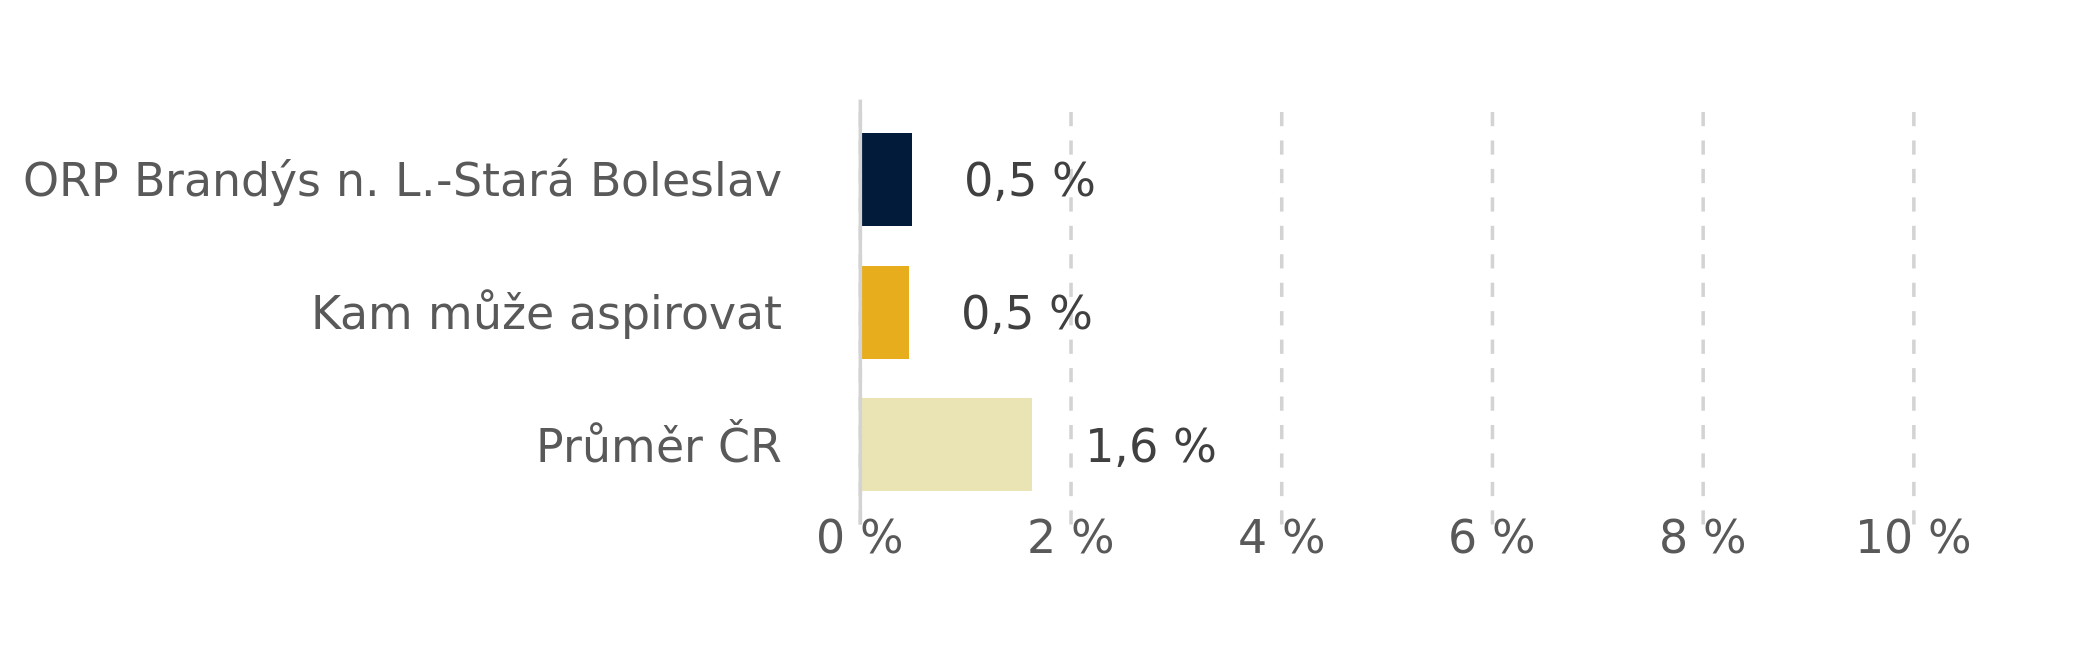 ORP Brandýs n. L.-Stará Boleslav 0,5 %
Kam může aspirovat 0,5 %
Průměr ČR 1,6 %
0 % 2 % 4 % 6 % 8 % 10 %